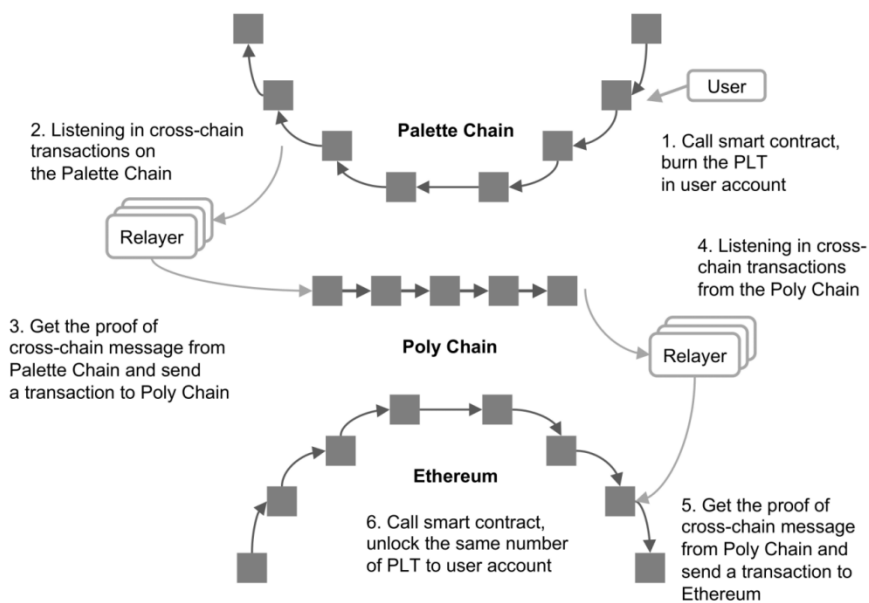 User
Palette Chain
1. Call smart contract,
burn the PLT
in user account
2. Listening in cross-chain
transactions on
the Palette Chain
Relayer
3. Get the proof of
cross-chain message from
Palette Chain and send
a transaction to Poly Chain
Poly Chain
4. Listening in cross-
chain transactions
from the Poly Chain
Relayer
Ethereum
5. Get the proof of
cross-chain message
from Poly Chain and
send a transaction to
Ethereum
6. Call smart contract,
unlock the same number
of PLT to user account